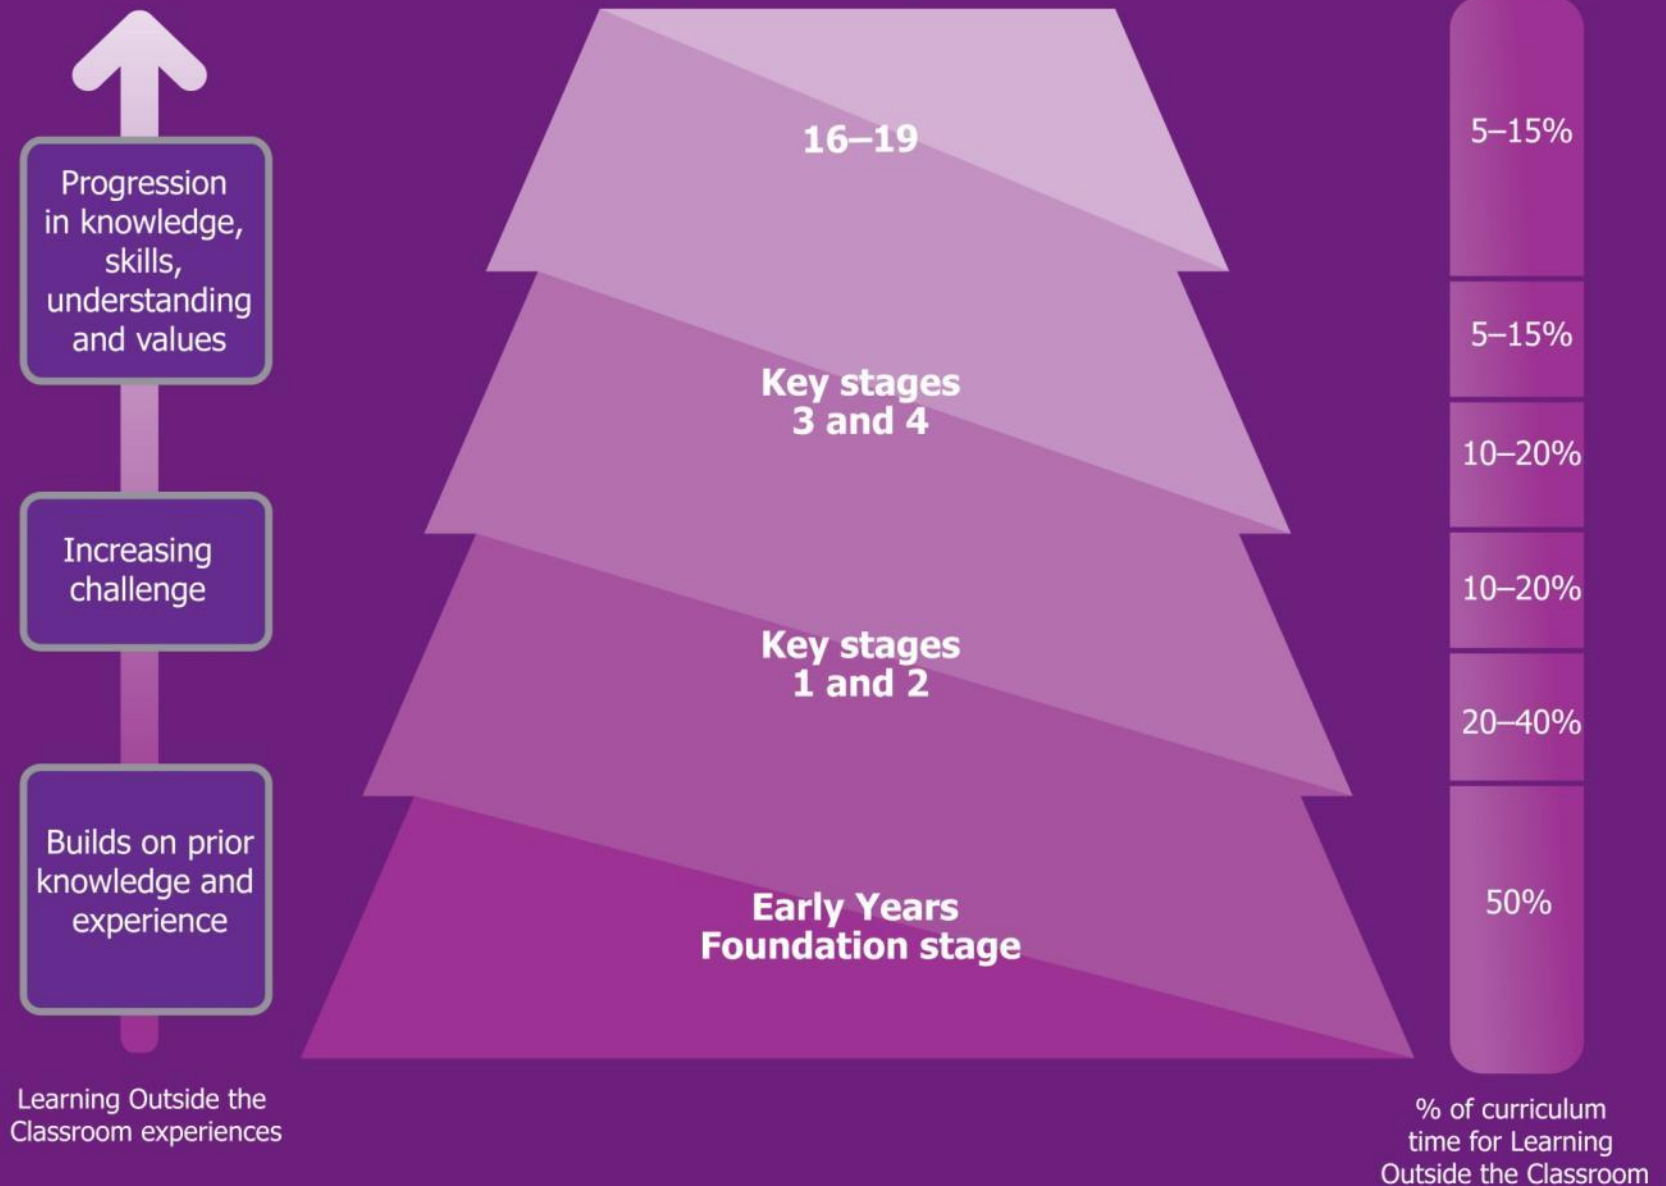 Progression
in knowledge,
skills,
understanding
and values
Increasing
challenge
Builds on prior
knowledge and
experience
Learning Outside the
Classroom experiences
16–19
Key stages
3 and 4
Key stages
1 and 2
Early Years
Foundation stage
5–15%
5–15%
10–20%
10–20%
20–40%
50%
% of curriculum
time for Learning
Outside the Classroom